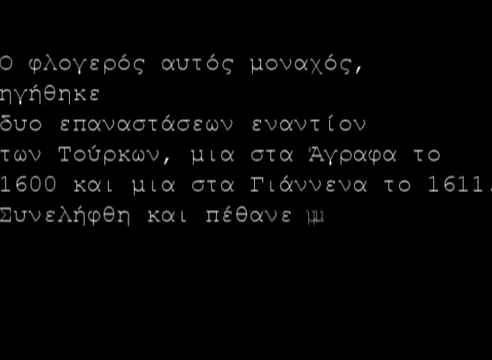 Ο φλογερός αυτός μοναχός,
ηγήθηκε
δυο επαναστάσεων εναντίον
των Τούρκων, μια στα Άγραφα το
1600 και μια στα Γιάννενα το 1611.
Συνελήφθη και πέθανε